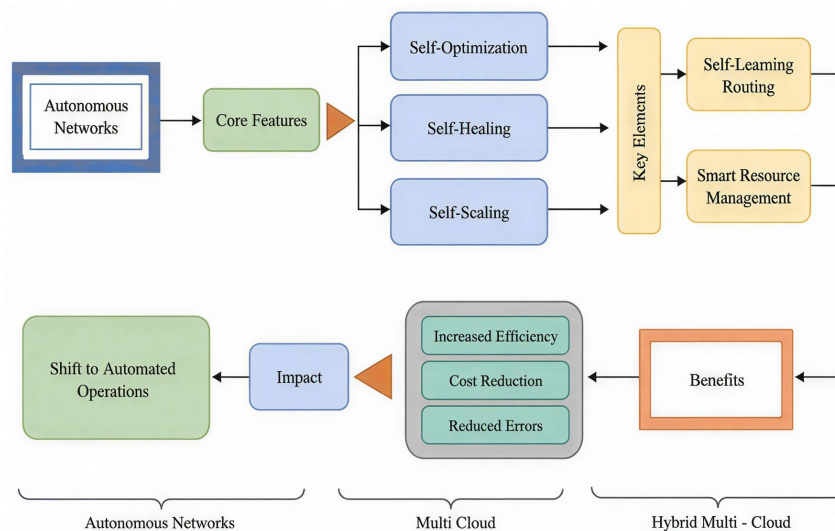 Autonomous
Networks
Core Features
Self-Optimization
Self-Healing
Self-Scaling
Key Elements
Self-Learning
Routing
Smart Resource
Management
Shift to Automated
Operations
Impact
Increased Efficiency
Cost Reduction
Reduced Errors
Benefits
Autonomous Networks
Multi Cloud
Hybrid Multi - Cloud